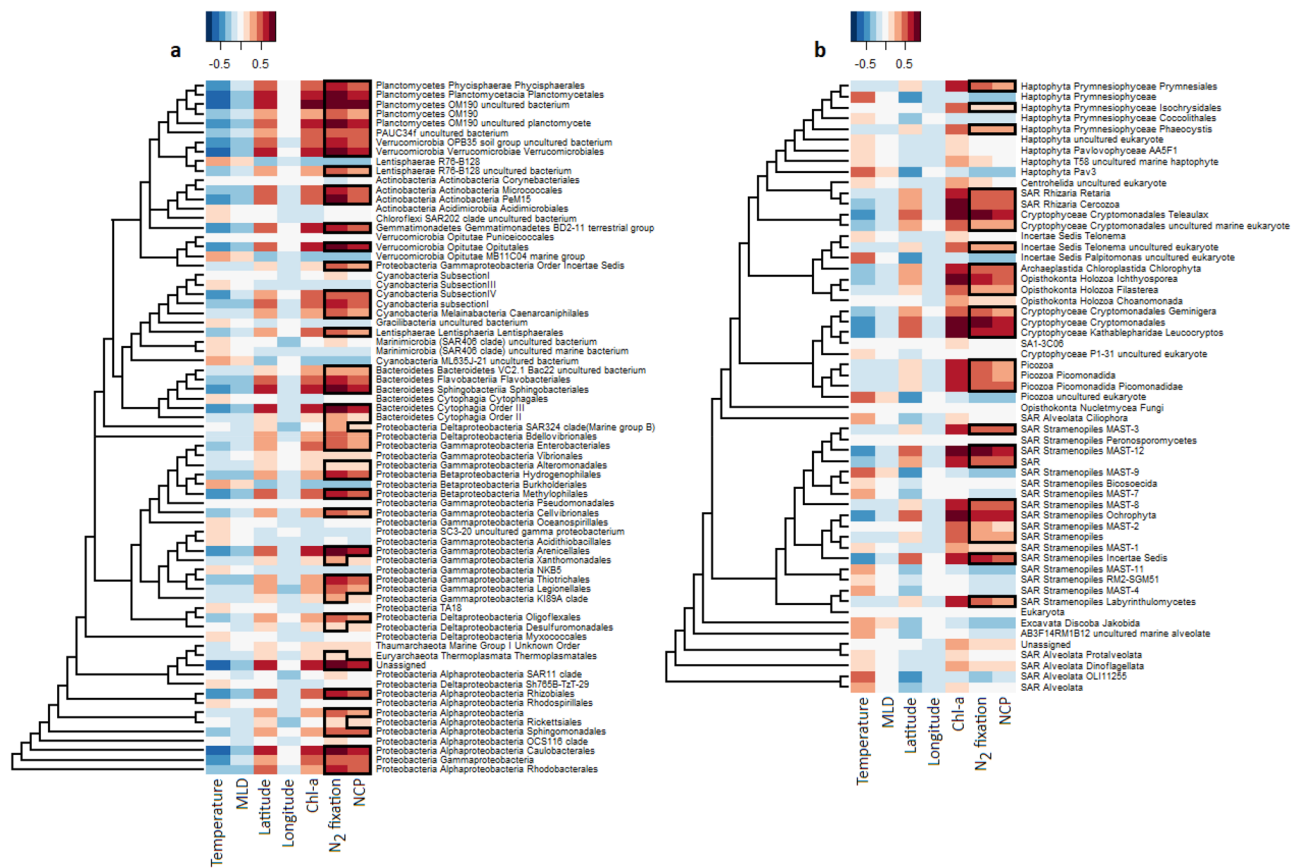 a
-0.5 0.5
Planctomycetes Phycisphaerae Phycisphaerales
Planctomycetes Planctomycetacia Planctomycetales
Planctomycetes OM190 uncultured bacterium
Planctomycetes OM190
Planctomycetes OM190 uncultured planctomycete
PAUC34f uncultured bacterium
Verrucomicrobia OPB35 soil group uncultured bacterium
Verrucomicrobia Verrucomicrobiae Verrucomicrobiales
Lentisphaerae R76-B128
Lentisphaerae R76-B128 uncultured bacterium
Actinobacteria Actinobacteria Corynebacteriales
Actinobacteria Actinobacteria Micrococcales
Actinobacteria Actinobacteria PeM15
Actinobacteria Acidimicrobiia Acidimicrobiales
Chloroflexi SAR202 clade uncultured bacterium
Gemmatimonadetes Gemmatimonadetes BD2-11 terrestrial group
Verrucomicrobia Opitutae Puniceicoccales
Verrucomicrobia Opitutae Opitutales
Verrucomicrobia Opitutae MB11C04 marine group
Proteobacteria Gammaproteobacteria Order Incertae Sedis
Cyanobacteria SubsectionI
Cyanobacteria SubsectionIII
Cyanobacteria SubsectionIV
Cyanobacteria subsectionI
Cyanobacteria Melainabacteria Caenarcaniphilales
Gracilibacteria uncultured bacterium
Lentisphaerae Lentisphaeria Lentisphaerales
Marinimicrobia (SAR406 clade) uncultured bacterium
Marinimicrobia (SAR406 clade) uncultured marine bacterium
Cyanobacteria ML635J-21 uncultured bacterium
Bacteroidetes Bacteroidetes VC2.1 Bac22 uncultured bacterium
Bacteroidetes Flavobacteriia Flavobacteriales
Bacteroidetes Sphingobacteriia Sphingobacteriales
Bacteroidetes Cytophagia Cytophagales
Bacteroidetes Cytophagia Order III
Bacteroidetes Cytophagia Order II
Proteobacteria Deltaproteobacteria SAR324 clade(Marine group B)
Proteobacteria Deltaproteobacteria Bdellovibrionales
Proteobacteria Gammaproteobacteria Enterobacteriales
Proteobacteria Gammaproteobacteria Vibrionales
Proteobacteria Gammaproteobacteria Alteromonadales
Proteobacteria Betaproteobacteria Hydrogenophilales
Proteobacteria Betaproteobacteria Burkholderiales
Proteobacteria Betaproteobacteria Methylophilales
Proteobacteria Gammaproteobacteria Pseudomonadales
Proteobacteria Gammaproteobacteria Cellvibrionales
Proteobacteria Gammaproteobacteria Oceanospirillales
Proteobacteria SC3-20 uncultured gamma proteobacterium
Proteobacteria Gammaproteobacteria Acidithiobacillales
Proteobacteria Gammaproteobacteria Arenicellales
Proteobacteria Gammaproteobacteria Xanthomonadales
Proteobacteria Gammaproteobacteria NKB5
Proteobacteria Gammaproteobacteria Thiotrichales
Proteobacteria Gammaproteobacteria Legionellales
Proteobacteria Gammaproteobacteria KI89A clade
Proteobacteria TA18
Proteobacteria Deltaproteobacteria Oligoflexales
Proteobacteria Deltaproteobacteria Desulfuromonadales
Proteobacteria Deltaproteobacteria Myxococcales
Thaumarchaeota Marine Group I Unknown Order
Euryarchaeota Thermoplasmata Thermoplasmatales
Unassigned
Proteobacteria Alphaproteobacteria SAR11 clade
Proteobacteria Deltaproteobacteria Sh765B-TzT-29
Proteobacteria Alphaproteobacteria Rhizobiales
Proteobacteria Alphaproteobacteria Rhodospirillales
Proteobacteria Alphaproteobacteria
Proteobacteria Alphaproteobacteria Rickettsiales
Proteobacteria Alphaproteobacteria Sphingomonadales
Proteobacteria Alphaproteobacteria OCS116 clade
Proteobacteria Alphaproteobacteria Caulobacterales
Proteobacteria Gammaproteobacteria
Proteobacteria Alphaproteobacteria Rhodobacterales
Temperature
MLD
Latitude
Longitude
Chl-a
N2 fixation
NCP
b
-0.5 0.5
Haptophyta Prymnesiophyceae Prymnesiales
Haptophyta Prymnesiophyceae
Haptophyta Prymnesiophyceae Isochrysidales
Haptophyta Prymnesiophyceae Coccolithales
Haptophyta Prymnesiophyceae Phaeocystis
Haptophyta uncultured eukaryote
Haptophyta Pavlovophyceae AA5F1
Haptophyta T58 uncultured marine haptophyte
Haptophyta Pav3
Centrohelida uncultured eukaryote
SAR Rhizaria Retaria
SAR Rhizaria Cercozoa
Cryptophyceae Cryptomonadales Teleaulax
Cryptophyceae Cryptomonadales uncultured marine eukaryote
Incertae Sedis Telonema
Incertae Sedis Telonema uncultured eukaryote
Incertae Sedis Palpitomonas uncultured eukaryote
Archaeplastida Chloroplastida Chlorophyta
Opisthokonta Holozoa Ichthyosporea
Opisthokonta Holozoa Filasterea
Opisthokonta Holozoa Choanomonada
Cryptophyceae Cryptomonadales Geminigera
Cryptophyceae Cryptomonadales
Cryptophyceae Kathablepharidae Leucocryptos
SA1-3C06
Cryptophyceae P1-31 uncultured eukaryote
Picozoa
Picozoa Picomonadida
Picozoa Picomonadida Picomonadidae
Picozoa uncultured eukaryote
Opisthokonta Nucletmycea Fungi
SAR Alveolata Ciliophora
SAR Stramenopiles MAST-3
SAR Stramenopiles Peronosporomycetes
SAR Stramenopiles MAST-12
SAR
SAR Stramenopiles MAST-9
SAR Stramenopiles Bicosoecida
SAR Stramenopiles MAST-7
SAR Stramenopiles MAST-8
SAR Stramenopiles Ochrophyta
SAR Stramenopiles MAST-2
SAR Stramenopiles
SAR Stramenopiles MAST-1
SAR Stramenopiles Incertae Sedis
SAR Stramenopiles MAST-11
SAR Stramenopiles RM2-SGM51
SAR Stramenopiles MAST-4
SAR Stramenopiles Labyrinthulomycetes
Eukaryota
Excavata Discoba Jakobida
AB3F14RM1B12 uncultured marine alveolate
Unassigned
SAR Alveolata Protalveolata
SAR Alveolata Dinoflagellata
SAR Alveolata OLI11255
SAR Alveolata
Temperature
MLD
Latitude
Longitude
Chl-a
N2 fixation
NCP